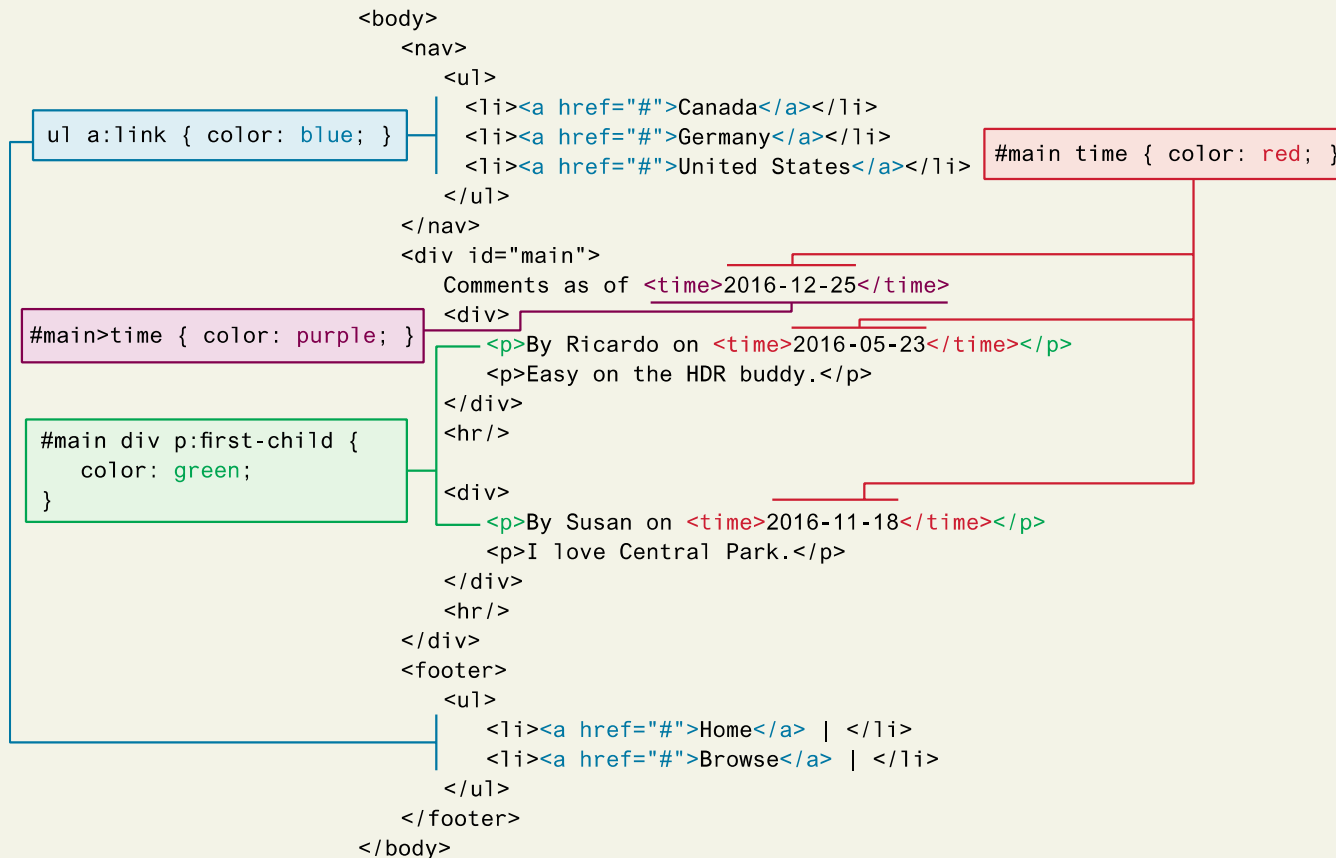 <body>
<nav>
<ul>
<li><a href="#">Canada</a></li>
ul a:link { color: blue; }
<li><a href="#">Germany</a></li>
<li><a href="#">United States</a></li>
#main time { color: red; }
</ul>
</nav>
<div id="main">
Comments as of <time>2016-12-25</time>
<div>
#main>time { color: purple; }
<p>By Ricardo on <time>2016-05-23</time></p>
<p>Easy on the HDR buddy.</p>
</div>
<hr/>
#main div p:first-child {
color: green;
}
<div>
<p>By Susan on <time>2016-11-18</time></p>
<p>I love Central Park.</p>
</div>
<hr/>
</div>
<footer>
<ul>
<li><a href="#">Home</a> | </li>
<li><a href="#">Browse</a> | </li>
</ul>
</footer>
</body>